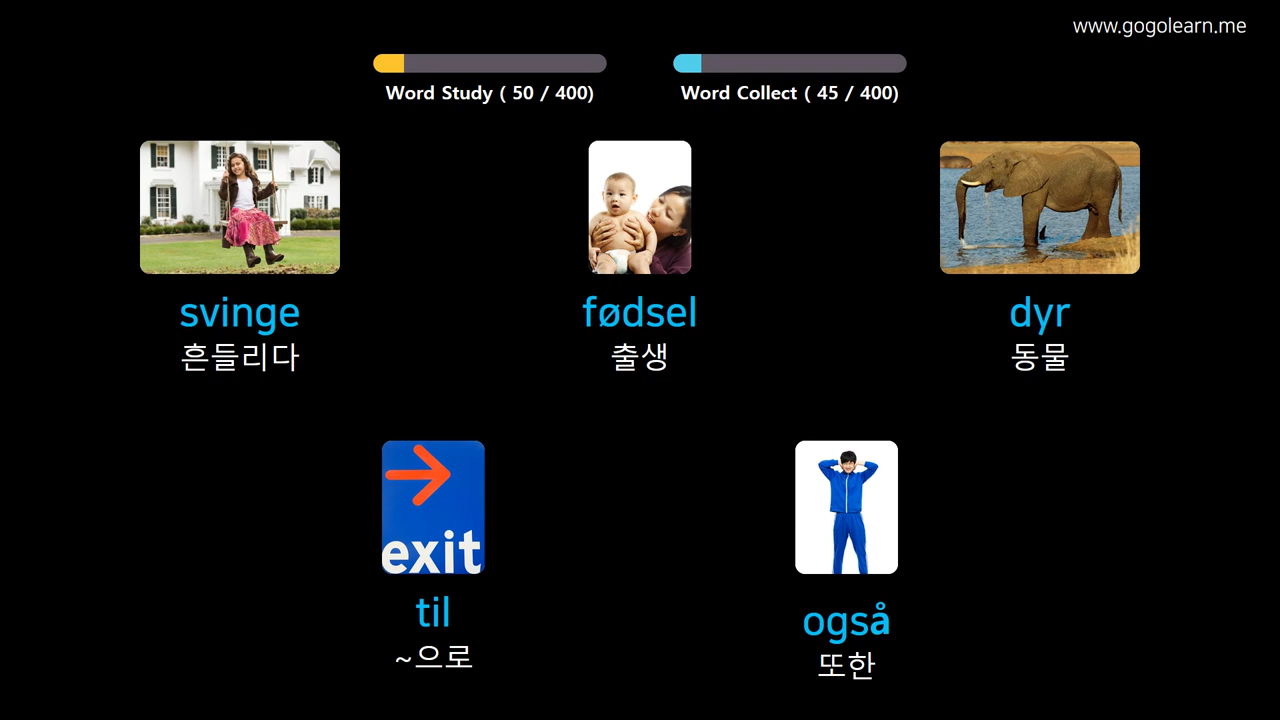 www.gogolearn.me
Word Study ( 50 / 400)
Word Collect ( 45 / 400)
svinge
흔들리다
fødsel
출생
dyr
동물
exit
til
~으로
også
또한